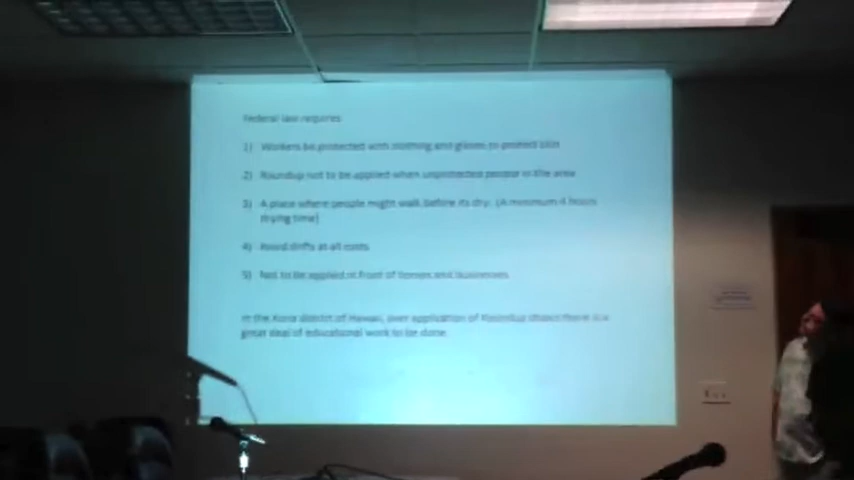 Federal law requires
1) Workers be protected with clothing and gloves to protect skin
2) Roundup not to be applied when unprotected people in the area
3) A place where people might walk before its dry. (A minimum 4 hours
drying time)
4) Avoid drifts at all costs
5) Not to be applied in front of homes and businesses
In the Kona district of Hawaii, over application of Roundup shows there is a
great deal of educational work to be done.